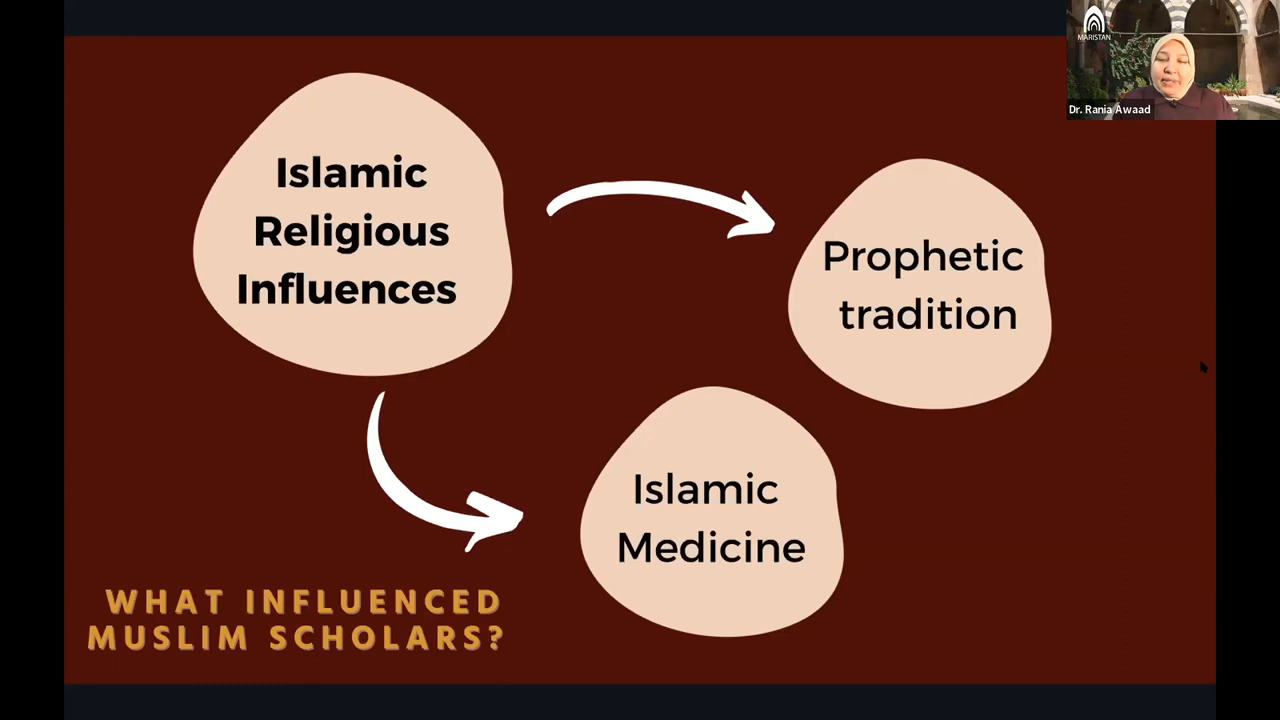 MARISTAN
Dr. Rania Awaad
Islamic
Religious
Influences
Prophetic
tradition
Islamic
Medicine
WHAT INFLUENCED
MUSLIM SCHOLARS?